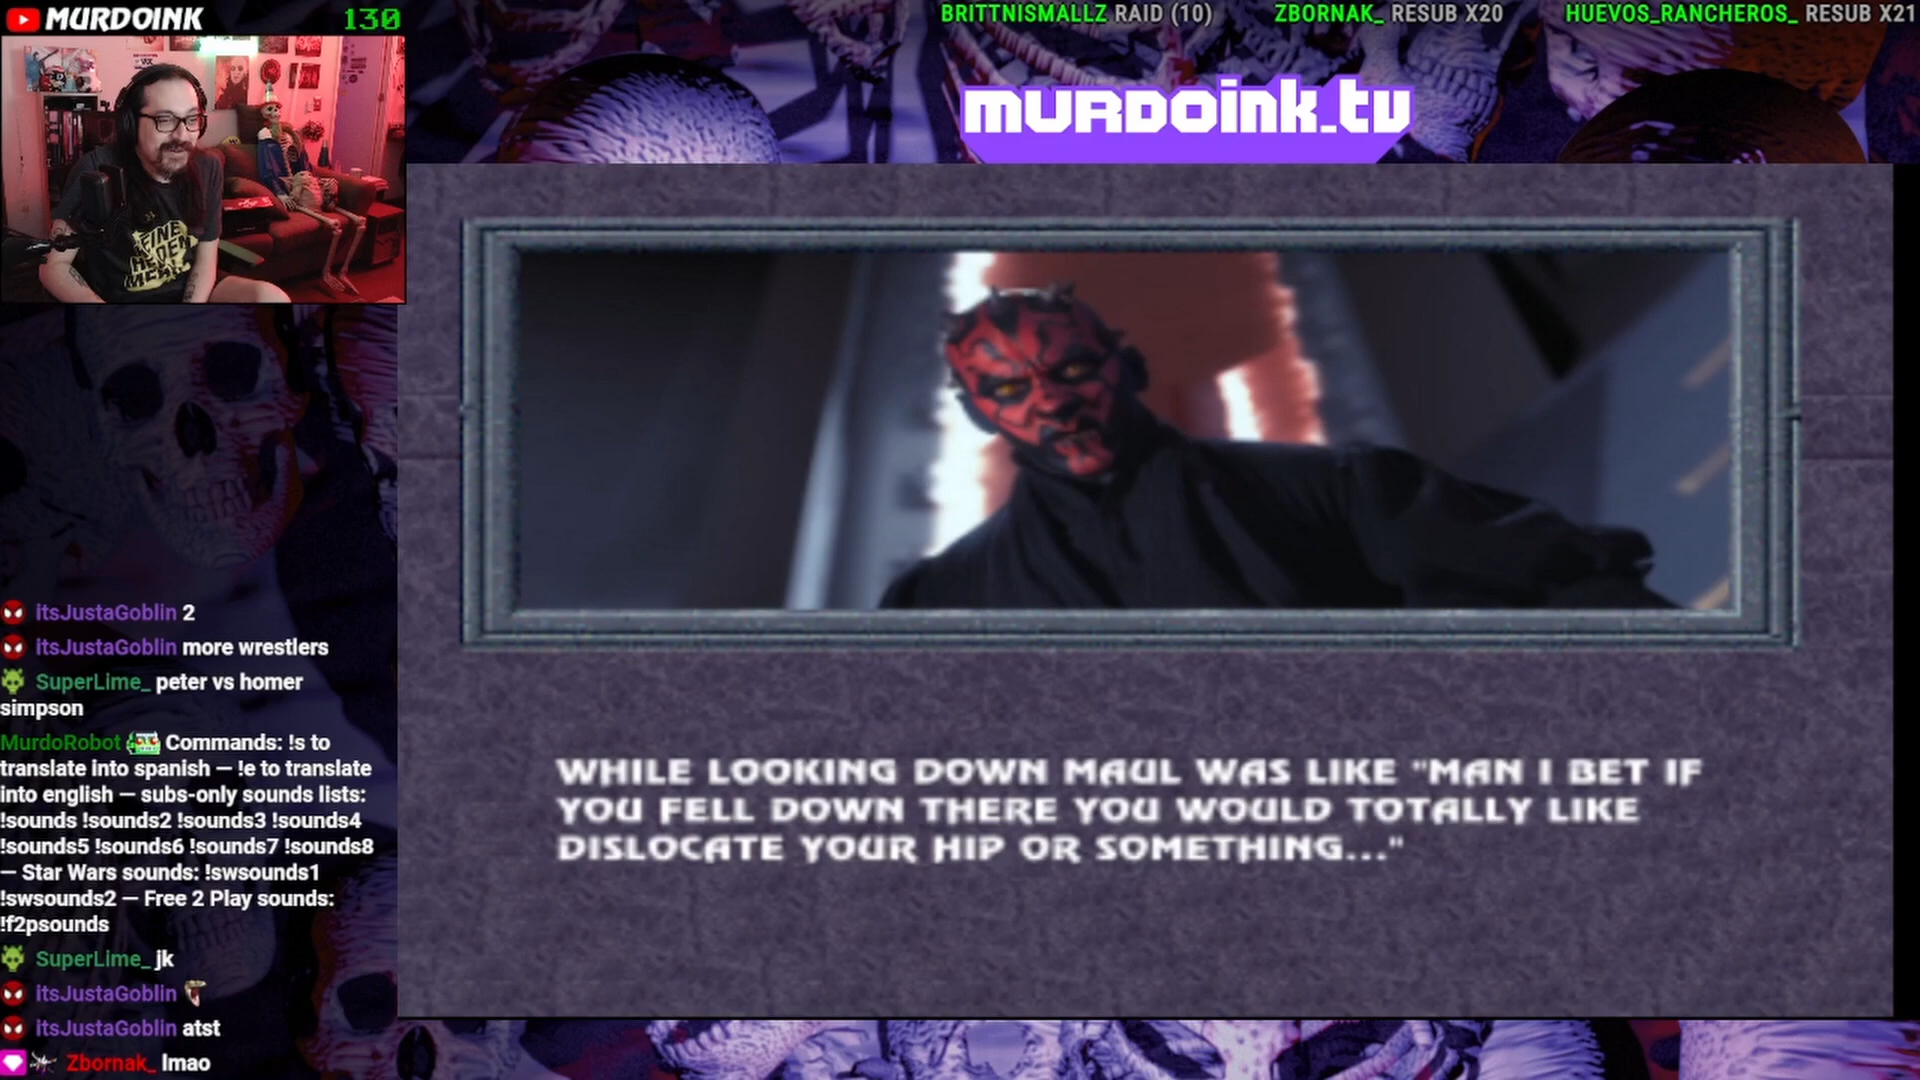 MURDOINK
130
BRITTNISMALLZ RAID (10)
ZBORNAK_ RESUB X20
HUEVOS_RANCHEROS_ RESUB X21
MURDOINK.TV
WHILE LOOKING DOWN MAUL WAS LIKE "MAN I BET IF
YOU FELL DOWN THERE YOU WOULD TOTALLY LIKE
DISLOCATE YOUR HIP OR SOMETHING..."
itsJustaGoblin 2
itsJustaGoblin more wrestlers
SuperLime_ peter vs homer
simpson
MurdoRobot Commands: !s to
translate into spanish — !e to translate
into english — subs-only sounds lists:
!sounds !sounds2 !sounds3 !sounds4
!sounds5 !sounds6 !sounds7 !sounds8
— Star Wars sounds: !swsounds1
!swsounds2 — Free 2 Play sounds:
!f2psounds
SuperLime_ jk
itsJustaGoblin
itsJustaGoblin atst
Zbornak_ lmao